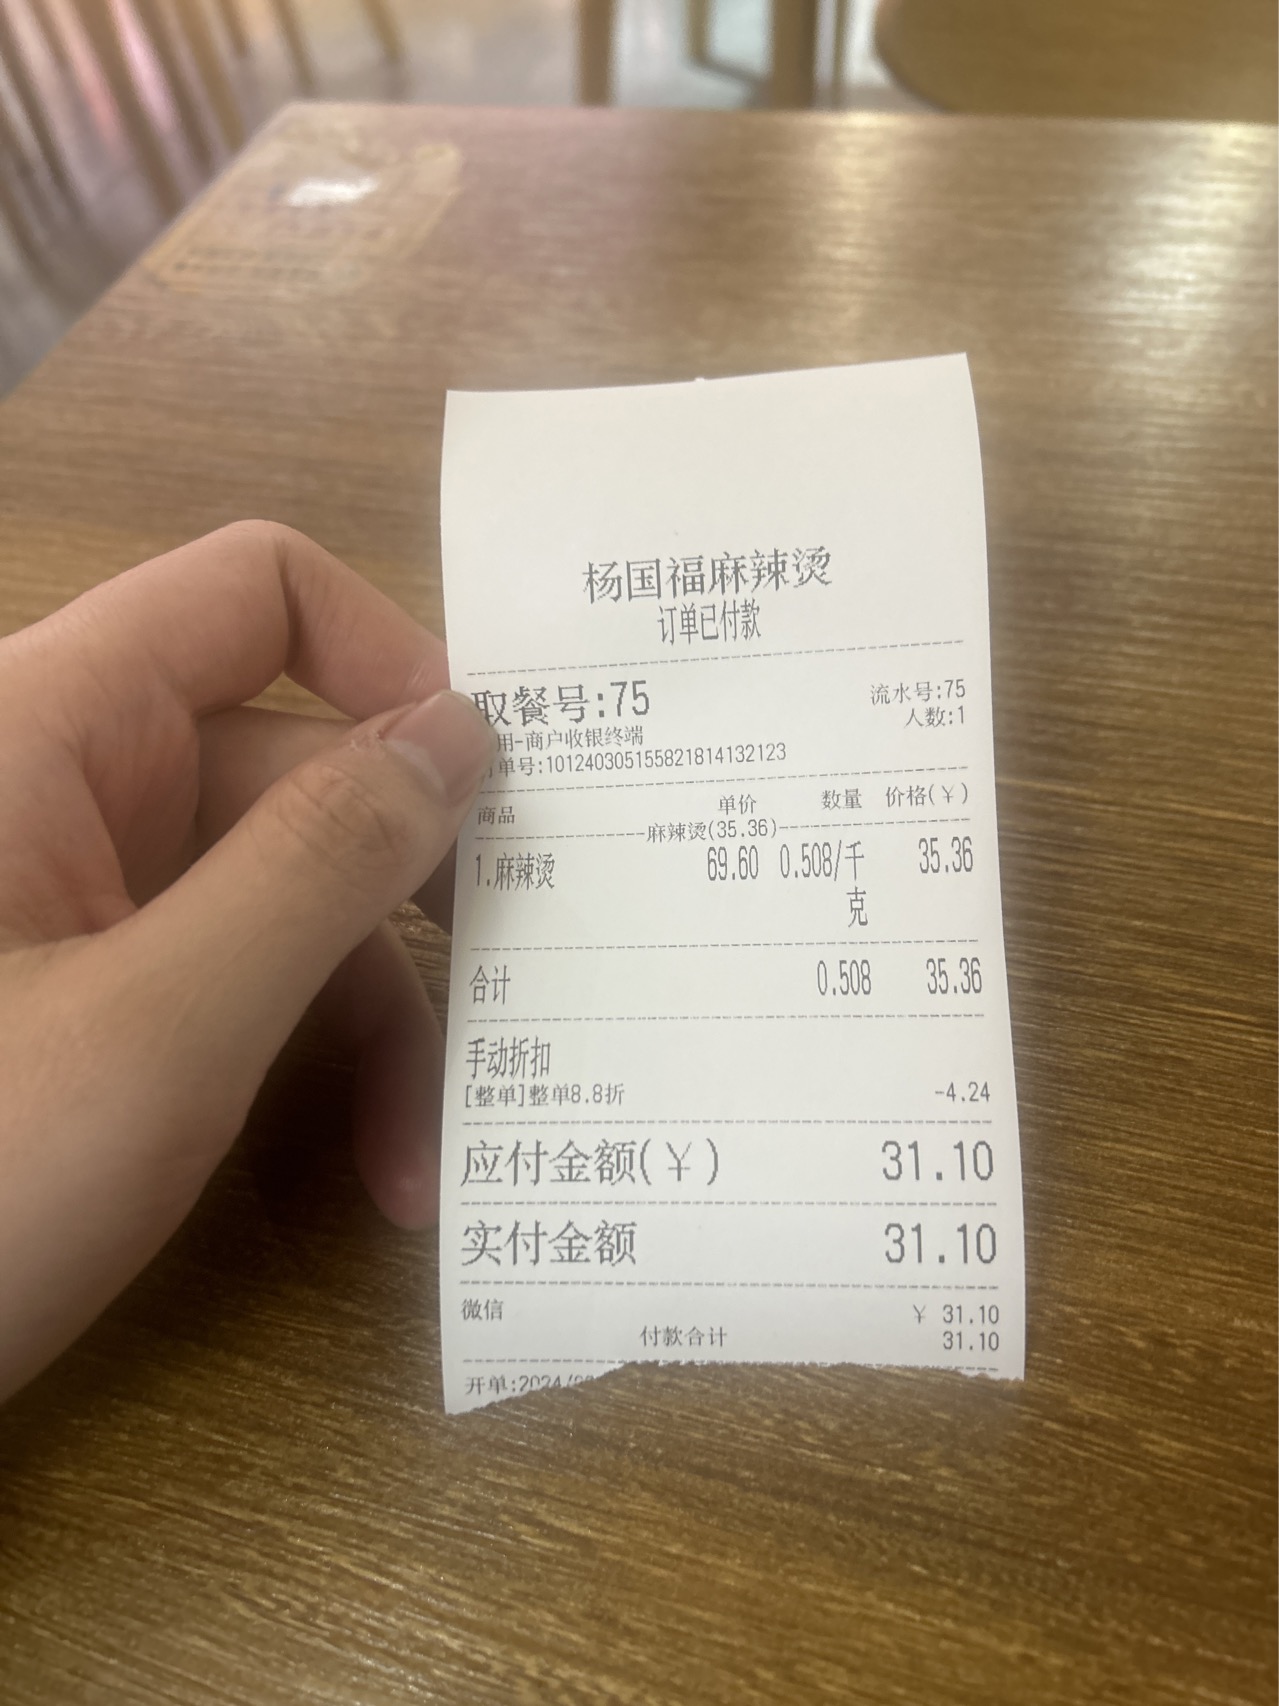 杨国福麻辣烫
订单已付款
取餐号:75 流水号:75
人数:1
用-商户收银终端
单号:101240305155821814132123
商品 单价 数量 价格(¥)
麻辣烫(35.36)
1.麻辣烫 69.60 0.508/千克 35.36
合计 0.508 35.36
手动折扣
[整单]整单8.8折 -4.24
应付金额(¥) 31.10
实付金额 31.10
微信 ¥ 31.10
付款合计 31.10
开单:2024/